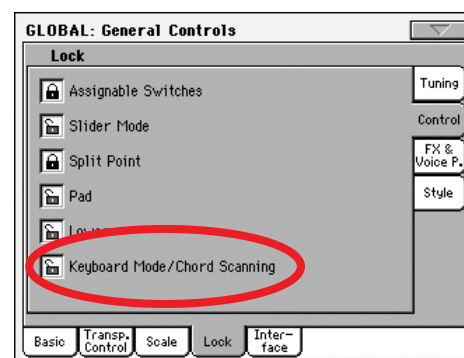 GLOBAL: General Controls
Lock
Assignable Switches
Slider Mode
Split Point
Pad
Keyboard Mode/Chord Scanning
Tuning
Control
FX &
Voice P.
Style
Basic
Transp.
Control
Scale
Lock
Inter-
face